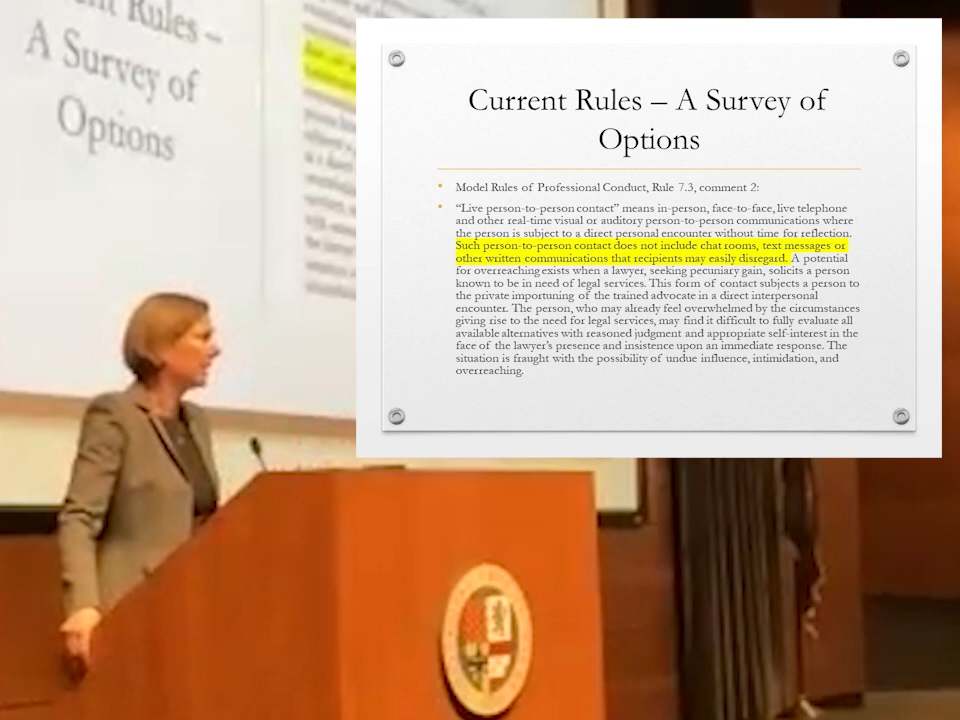 nt Rules –
A Survey of
Options
Current Rules – A Survey of
Options
Model Rules of Professional Conduct, Rule 7.3, comment 2:
“Live person-to-person contact” means in-person, face-to-face, live telephone
and other real-time visual or auditory person-to-person communications where
the person is subject to a direct personal encounter without time for reflection.
Such person-to-person contact does not include chat rooms, text messages or
other written communications that recipients may easily disregard. A potential
for overreaching exists when a lawyer, seeking pecuniary gain, solicits a person
known to be in need of legal services. This form of contact subjects a person to
the private importuning of the trained advocate in a direct interpersonal
encounter. The person, who may already feel overwhelmed by the circumstances
giving rise to the need for legal services, may find it difficult to fully evaluate all
available alternatives with reasoned judgment and appropriate self-interest in the
face of the lawyer’s presence and insistence upon an immediate response. The
situation is fraught with the possibility of undue influence, intimidation, and
overreaching.